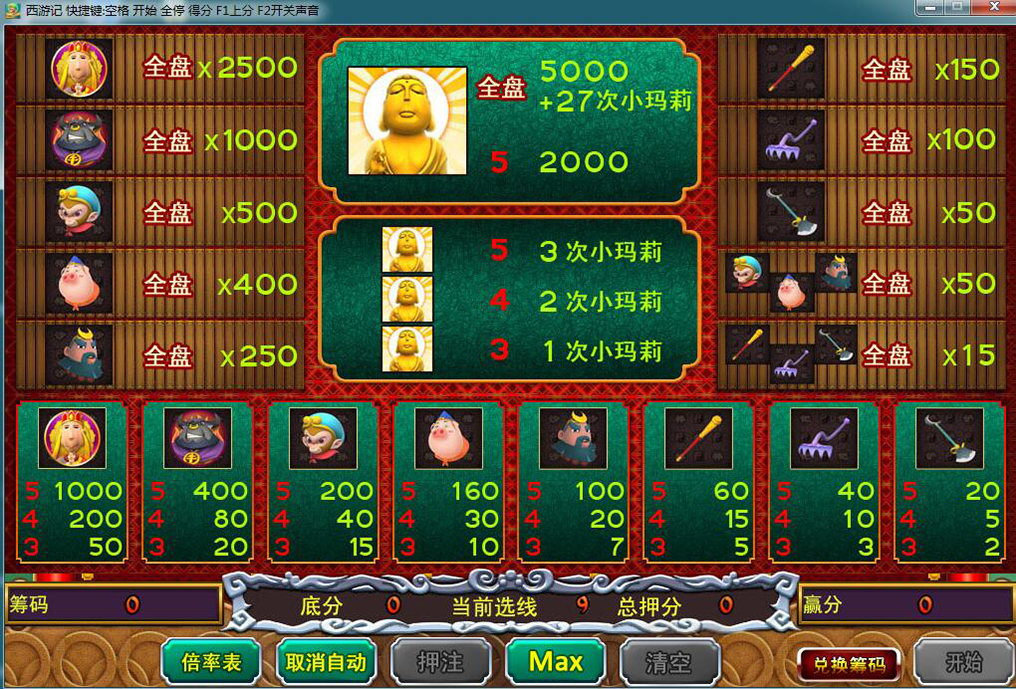 西游记 快捷键:空格 开始 全停 得分 F1上分 F2开关声音
全盘 x2500
全盘 x1000
全盘 x500
全盘 x400
全盘 x250
全盘 5000
+27次小玛莉
5 2000
5 3 次小玛莉
4 2 次小玛莉
3 1 次小玛莉
全盘 x150
全盘 x100
全盘 x50
全盘 x50
全盘 x15
5 1000
4 200
3 50
5 400
4 80
3 20
5 200
4 40
3 15
5 160
4 30
3 10
5 100
4 20
3 7
5 60
4 15
3 5
5 40
4 10
3 3
5 20
4 5
3 2
筹码 0
底分 0 当前选线 9 总押分 0
赢分 0
倍率表
取消自动
押注
Max
清空
兑换筹码
开始